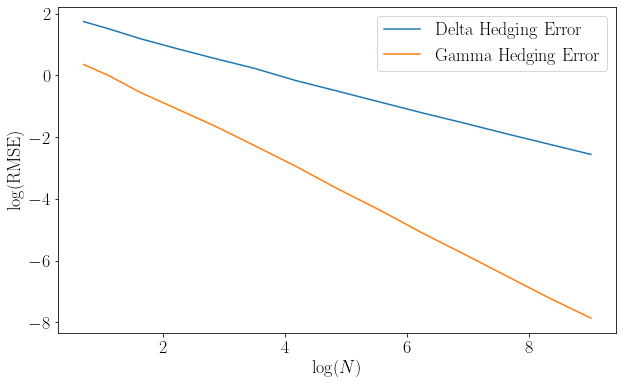 2
0
−2
−4
−6
−8
log(RMSE)
Delta Hedging Error
Gamma Hedging Error
2
4
6
8
log(N)